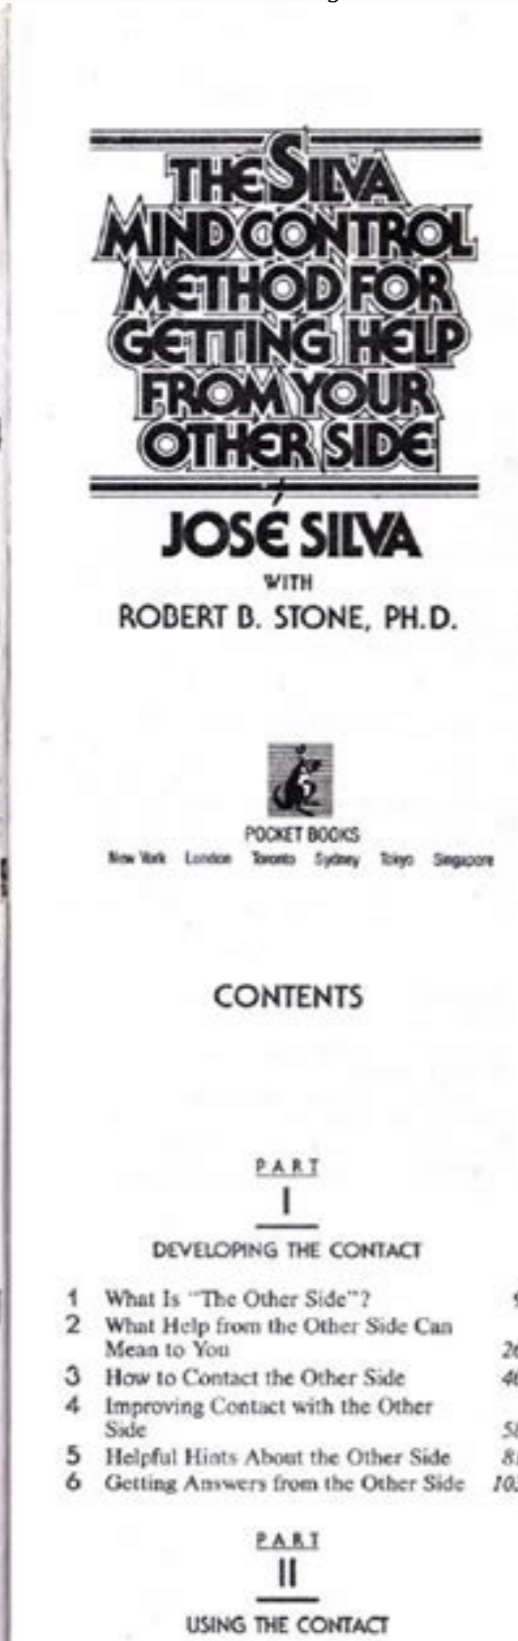 THE SILVA
MIND CONTROL
METHOD FOR
GETTING HELP
FROM YOUR
OTHER SIDE
JOSÉ SILVA
WITH
ROBERT B. STONE, PH.D.
POCKET BOOKS
New York London Toronto Sydney Tokyo Singapore
CONTENTS
PART
I
DEVELOPING THE CONTACT
1 What Is "The Other Side"?
2 What Help from the Other Side Can
Mean to You
3 How to Contact the Other Side
4 Improving Contact with the Other
Side
5 Helpful Hints About the Other Side
6 Getting Answers from the Other Side
PART
II
USING THE CONTACT